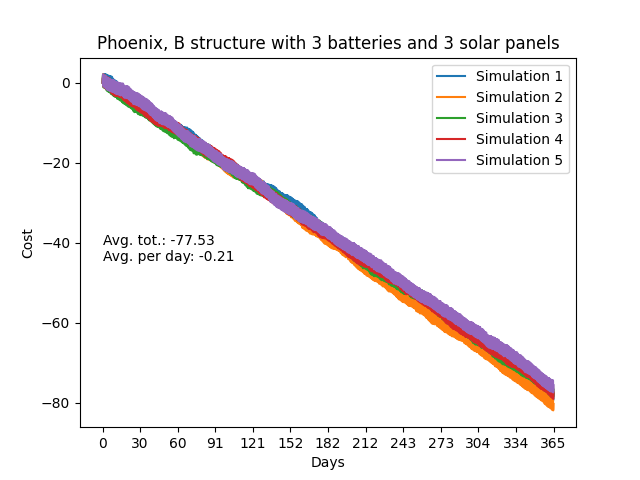 Phoenix, B structure with 3 batteries and 3 solar panels
Simulation 1
Simulation 2
Simulation 3
Simulation 4
Simulation 5
Cost
0
−20
−40
−60
−80
Avg. tot.: -77.53
Avg. per day: -0.21
0 30 60 91 121 152 182 212 243 273 304 334 365
Days